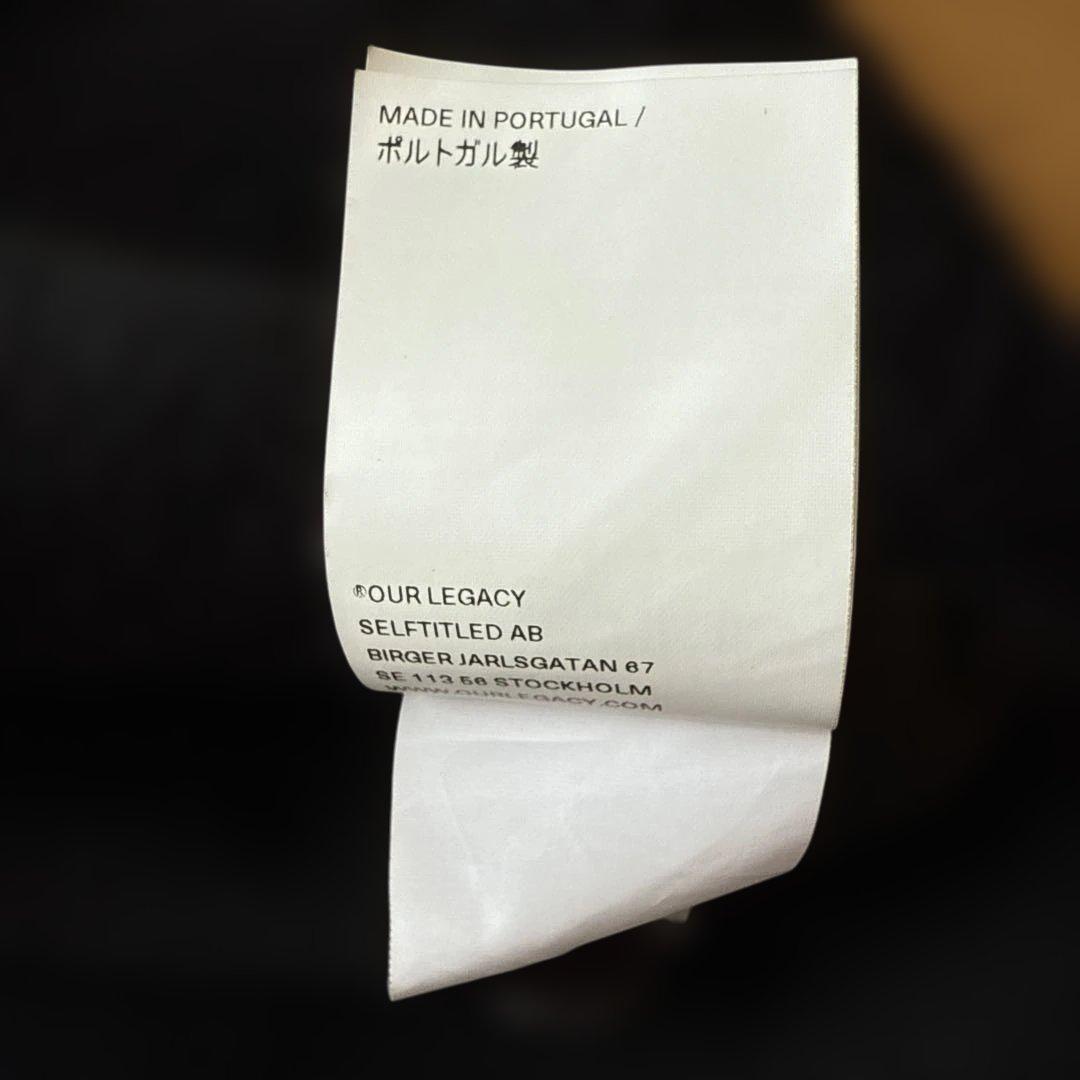 MADE IN PORTUGAL /
ポルトガル製
®OUR LEGACY
SELFTITLED AB
BIRGER JARLSGATAN 67
SE 113 56 STOCKHOLM
WWW.OURLEGACY.COM